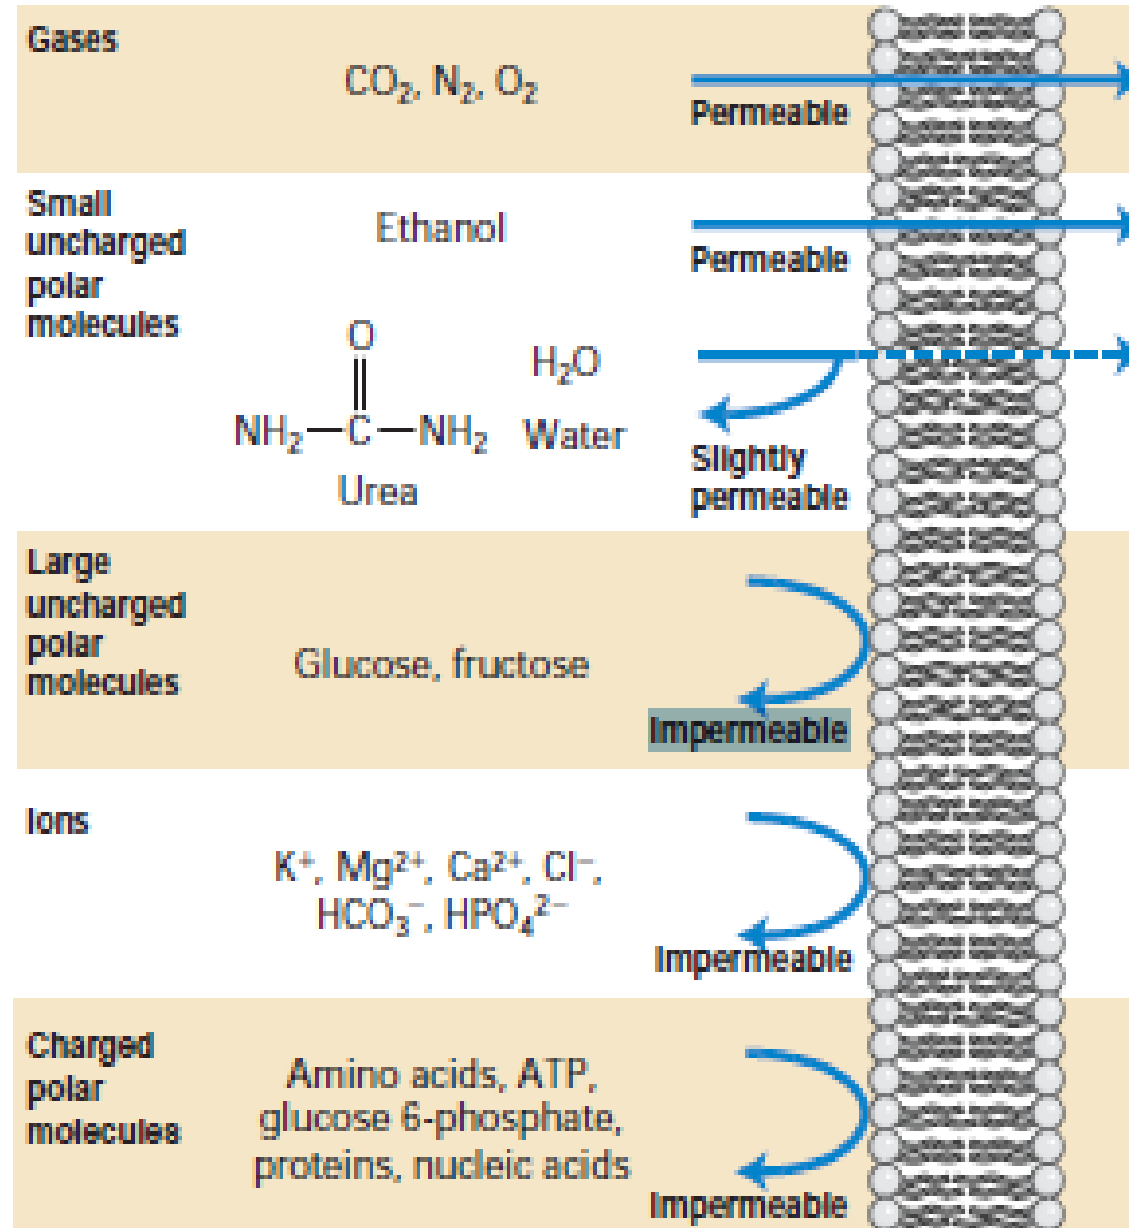 Gases
CO₂, N₂, O₂
Permeable
Small
uncharged
polar
molecules
Ethanol
Permeable
O
H₂O
NH₂—C—NH₂
Water
Urea
Slightly
permeable
Large
uncharged
polar
molecules
Glucose, fructose
Impermeable
Ions
K⁺, Mg²⁺, Ca²⁺, Cl⁻,
HCO₃⁻, HPO₄²⁻
Impermeable
Charged
polar
molecules
Amino acids, ATP,
glucose 6-phosphate,
proteins, nucleic acids
Impermeable